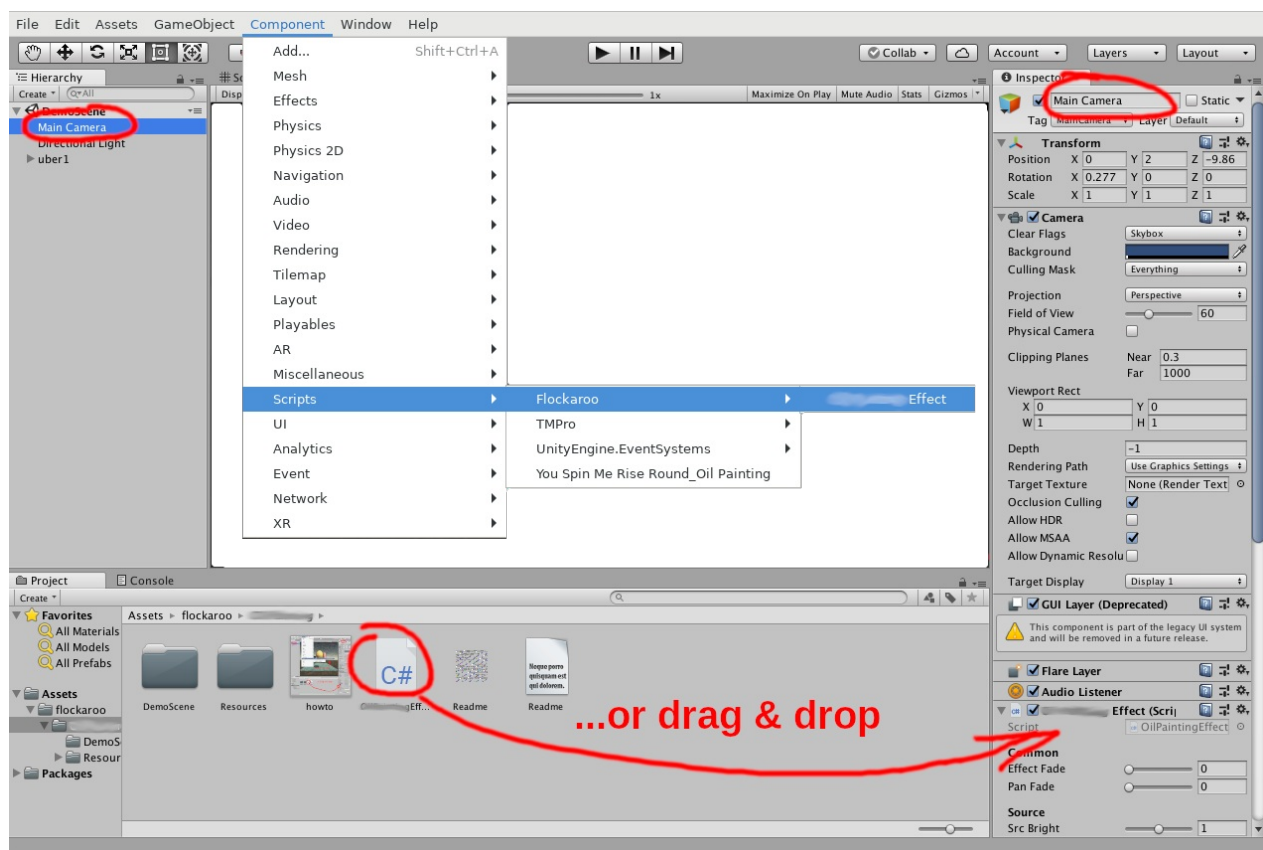 File Edit Assets GameObject Component Window Help
Collab Account Layers Layout
Hierarchy
Create All
DemoScene
Main Camera
Directional Light
uber1
Disp 1x Maximize On Play Mute Audio Stats Gizmos
Add... Shift+Ctrl+A
Mesh
Effects
Physics
Physics 2D
Navigation
Audio
Video
Rendering
Tilemap
Layout
Playables
AR
Miscellaneous
Scripts
UI
Analytics
Event
Network
XR
Flockaroo
TMPro
UnityEngine.EventSystems
You Spin Me Rise Round_Oil Painting
Effect
Inspecto
Main Camera Static
Tag MainCamera Layer Default
Transform
Position X 0 Y 2 Z -9.86
Rotation X 0.277 Y 0 Z 0
Scale X 1 Y 1 Z 1
Camera
Clear Flags Skybox
Background
Culling Mask Everything
Projection Perspective
Field of View 60
Physical Camera
Clipping Planes Near 0.3
Far 1000
Viewport Rect
X 0 Y 0
W 1 H 1
Depth -1
Rendering Path Use Graphics Settings
Target Texture None (Render Text
Occlusion Culling
Allow HDR
Allow MSAA
Allow Dynamic Resolu
Target Display Display 1
GUI Layer (Deprecated)
This component is part of the legacy UI system
and will be removed in a future release.
Flare Layer
Audio Listener
Effect (Scri
Script OilPaintingEffect
Common
Effect Fade 0
Pan Fade 0
Source
Src Bright 1
Project Console
Create
Favorites
All Materials
All Models
All Prefabs
Assets
flockaroo
DemoS
Resour
Packages
Assets flockaroo
C#
Neque porro
quisquam est
qui dolorem.
DemoScene Resources howto Eff... Readme Readme
...or drag & drop